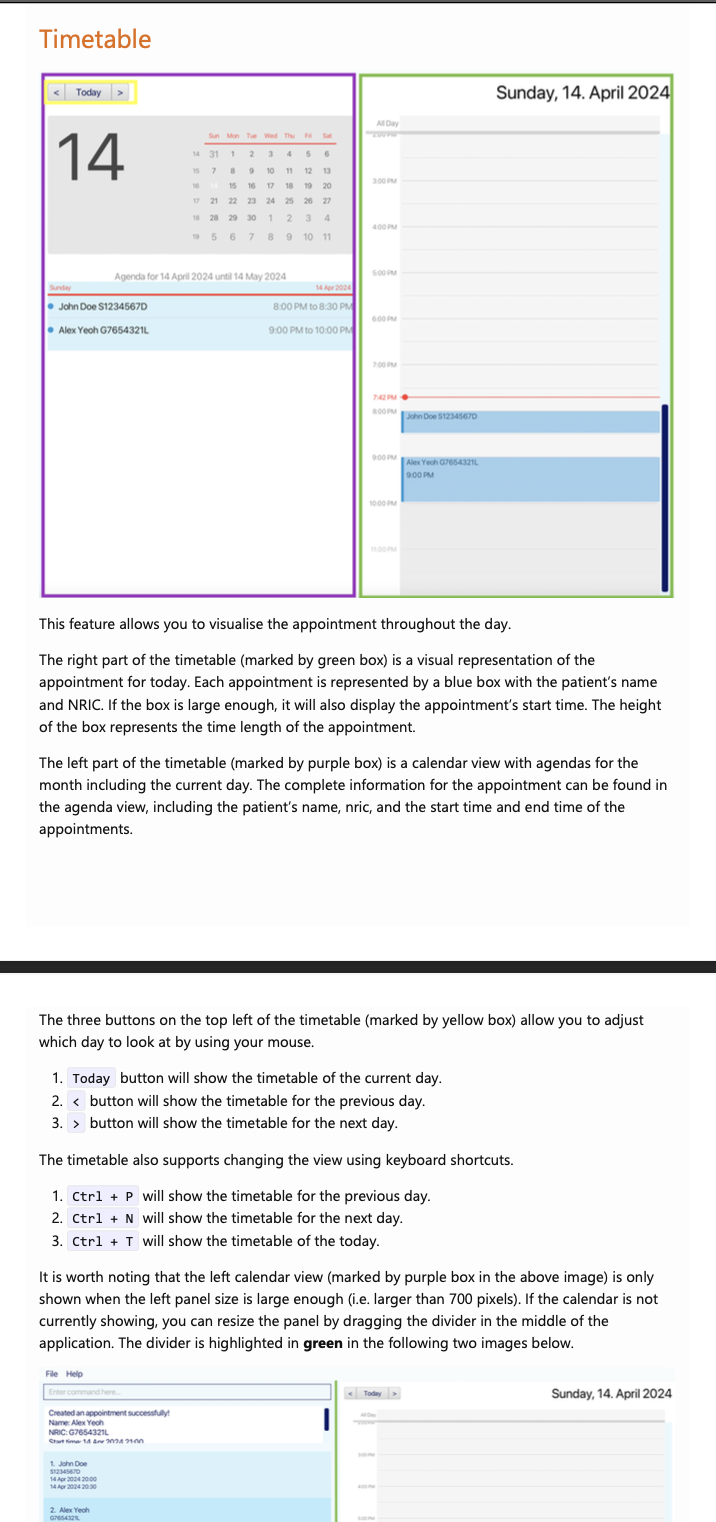 Timetable
< Today >
14
Sun Mon Tue Wed Thu Fri Sat
14 31 1 2 3 4 5 6
15 7 8 9 10 11 12 13
16 14 15 16 17 18 19 20
17 21 22 23 24 25 26 27
18 28 29 30 1 2 3 4
19 5 6 7 8 9 10 11
Agenda for 14 April 2024 until 14 May 2024
Sunday 14 Apr 2024
John Doe S1234567D 8:00 PM to 8:30 PM
Alex Yeoh G7654321L 9:00 PM to 10:00 PM
Sunday, 14. April 2024
All Day
2:00 PM
3:00 PM
4:00 PM
5:00 PM
6:00 PM
7:00 PM
7:42 PM
8:00 PM
John Doe S1234567D
9:00 PM
Alex Yeoh G7654321L
9:00 PM
10:00 PM
11:00 PM
This feature allows you to visualise the appointment throughout the day.
The right part of the timetable (marked by green box) is a visual representation of the
appointment for today. Each appointment is represented by a blue box with the patient's name
and NRIC. If the box is large enough, it will also display the appointment's start time. The height
of the box represents the time length of the appointment.
The left part of the timetable (marked by purple box) is a calendar view with agendas for the
month including the current day. The complete information for the appointment can be found in
the agenda view, including the patient's name, nric, and the start time and end time of the
appointments.
The three buttons on the top left of the timetable (marked by yellow box) allow you to adjust
which day to look at by using your mouse.
1. Today button will show the timetable of the current day.
2. < button will show the timetable for the previous day.
3. > button will show the timetable for the next day.
The timetable also supports changing the view using keyboard shortcuts.
1. Ctrl + P will show the timetable for the previous day.
2. Ctrl + N will show the timetable for the next day.
3. Ctrl + T will show the timetable of the today.
It is worth noting that the left calendar view (marked by purple box in the above image) is only
shown when the left panel size is large enough (i.e. larger than 700 pixels). If the calendar is not
currently showing, you can resize the panel by dragging the divider in the middle of the
application. The divider is highlighted in green in the following two images below.
File Help
Enter command here...
Created an appointment successfully!
Name: Alex Yeoh
NRIC: G7654321L
Start time: 14 Apr 2024 21:00
1. John Doe
S1234567D
14 Apr 2024 20:00
14 Apr 2024 20:30
2. Alex Yeoh
G7654321L
< Today >
Sunday, 14. April 2024
All Day
2:00 PM
3:00 PM
4:00 PM
5:00 PM